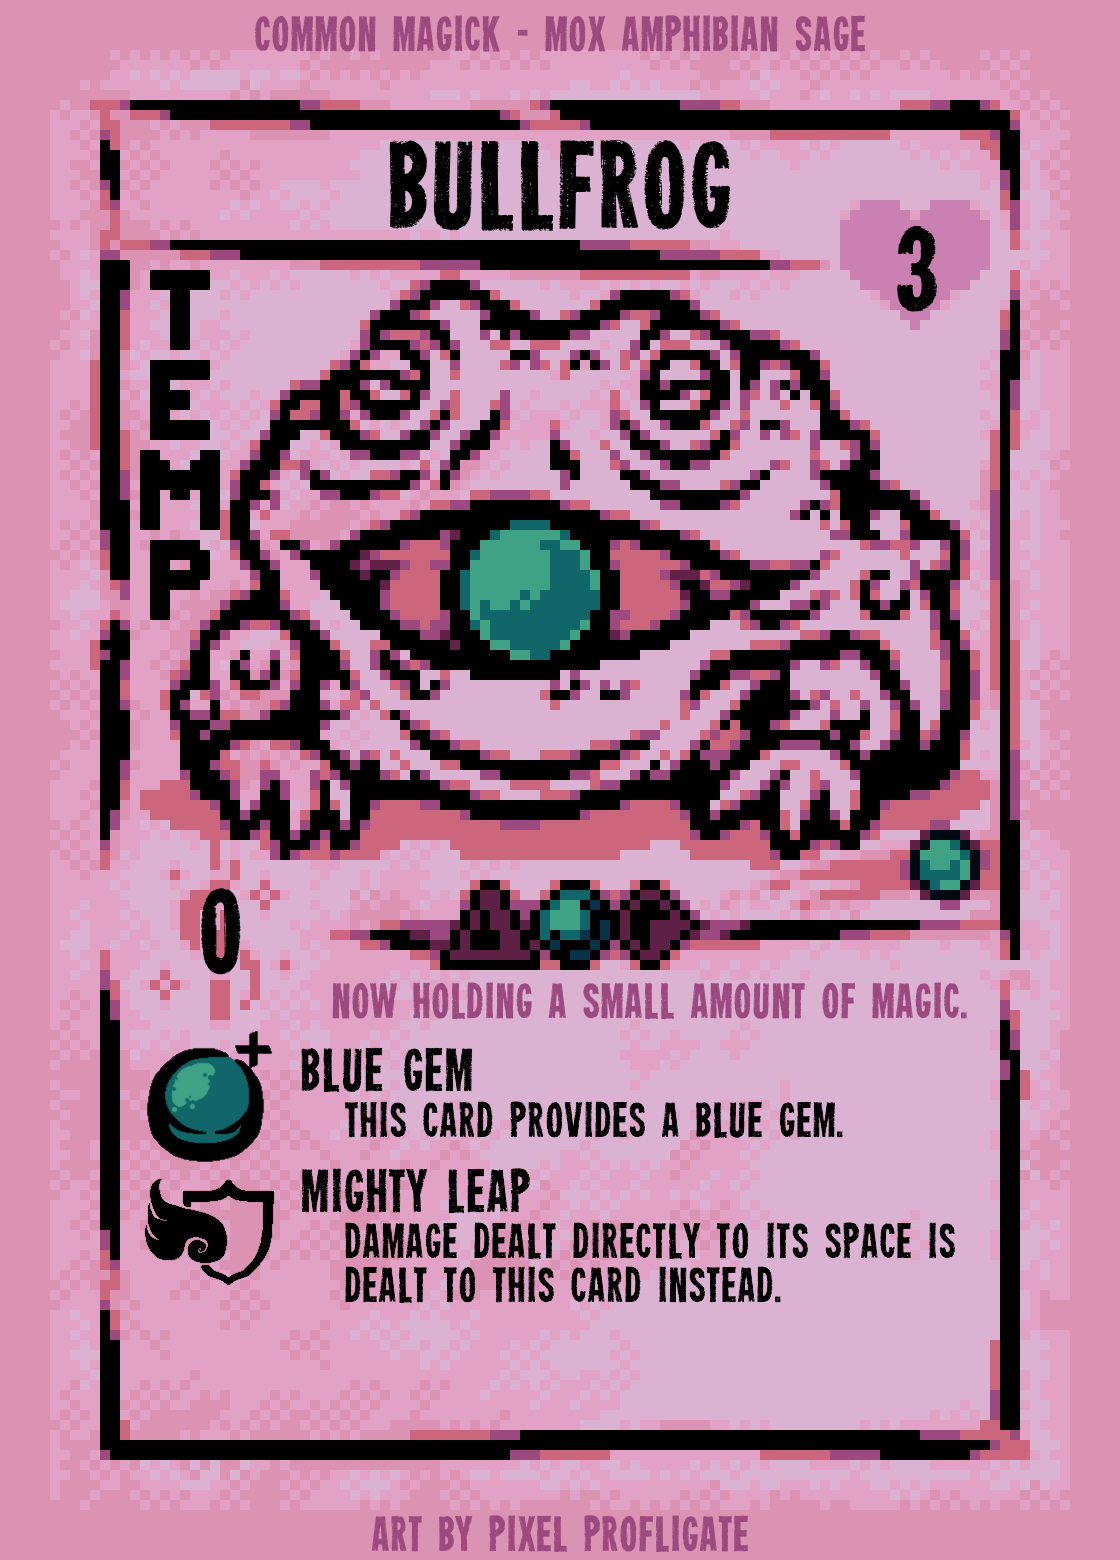 COMMON MAGICK - MOX AMPHIBIAN SAGE
BULLFROG
3
TEMP
0
NOW HOLDING A SMALL AMOUNT OF MAGIC.
BLUE GEM
THIS CARD PROVIDES A BLUE GEM.
MIGHTY LEAP
DAMAGE DEALT DIRECTLY TO ITS SPACE IS
DEALT TO THIS CARD INSTEAD.
ART BY PIXEL PROFLIGATE